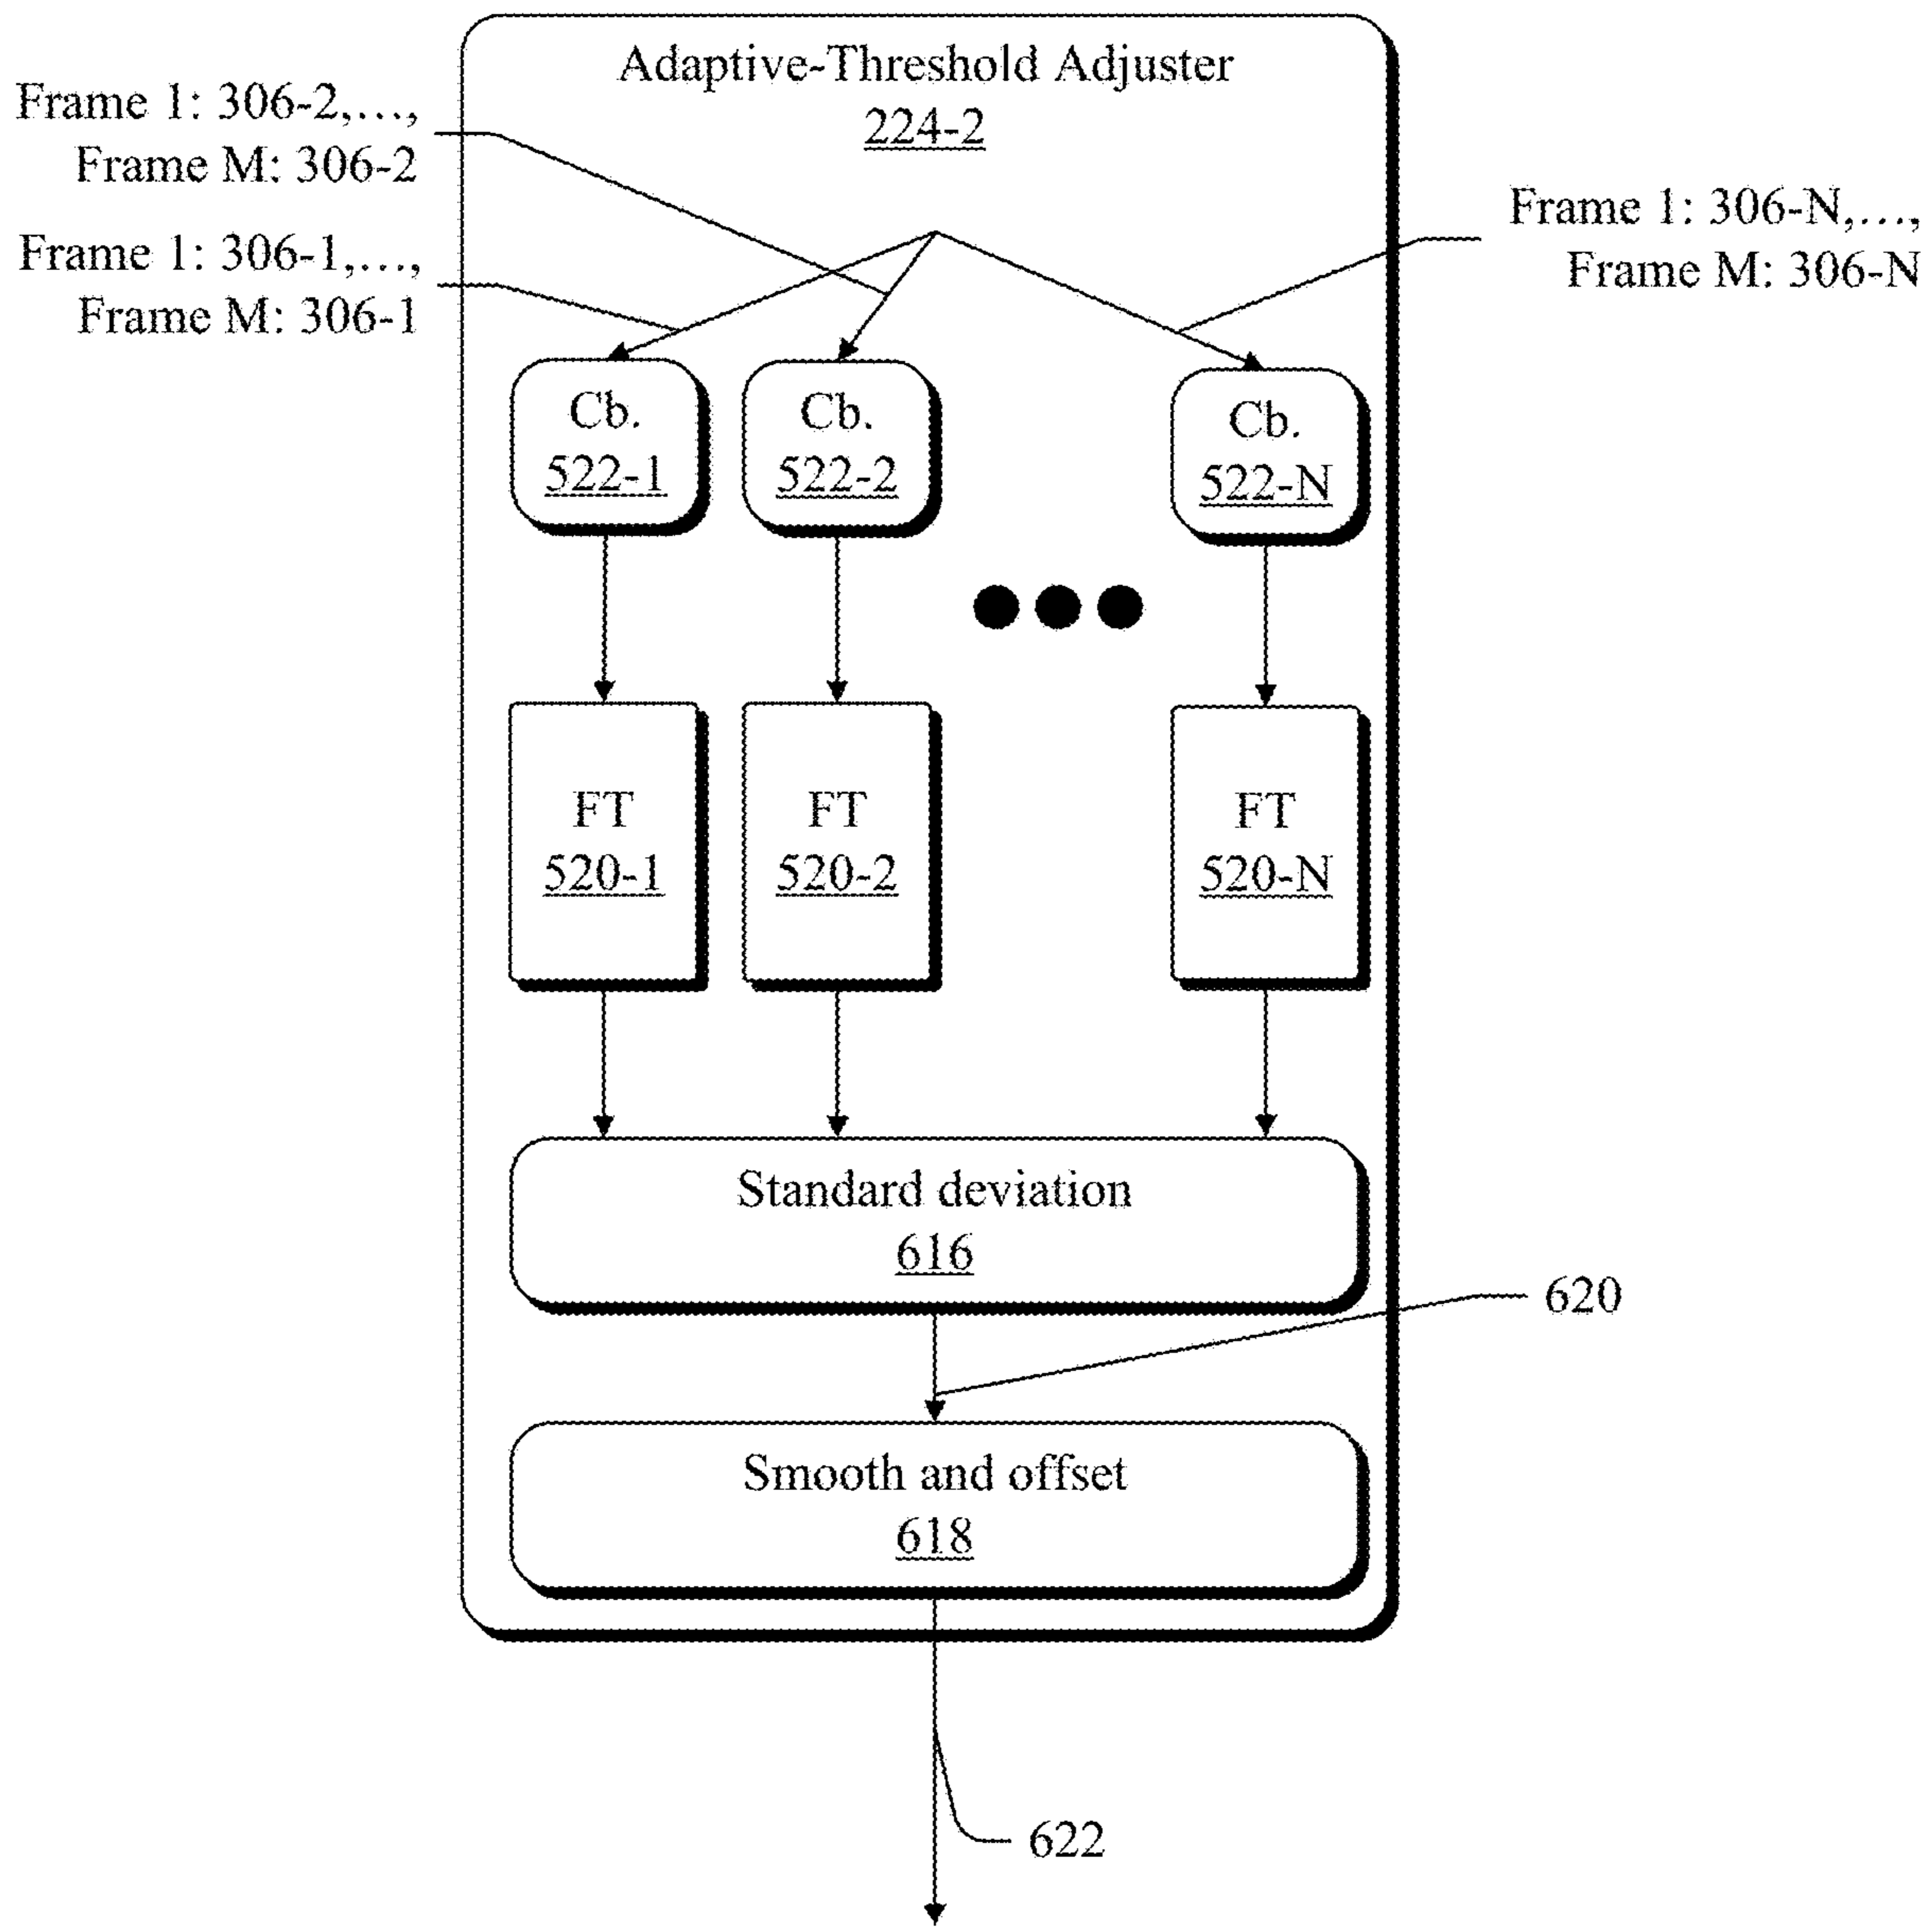 Adaptive-Threshold Adjuster
224-2
Frame 1: 306-2,...,
Frame M: 306-2
Frame 1: 306-1,...,
Frame M: 306-1
Frame 1: 306-N,...,
Frame M: 306-N
Cb.
522-1
Cb.
522-2
Cb.
522-N
FT
520-1
FT
520-2
FT
520-N
Standard deviation
616
620
Smooth and offset
618
622